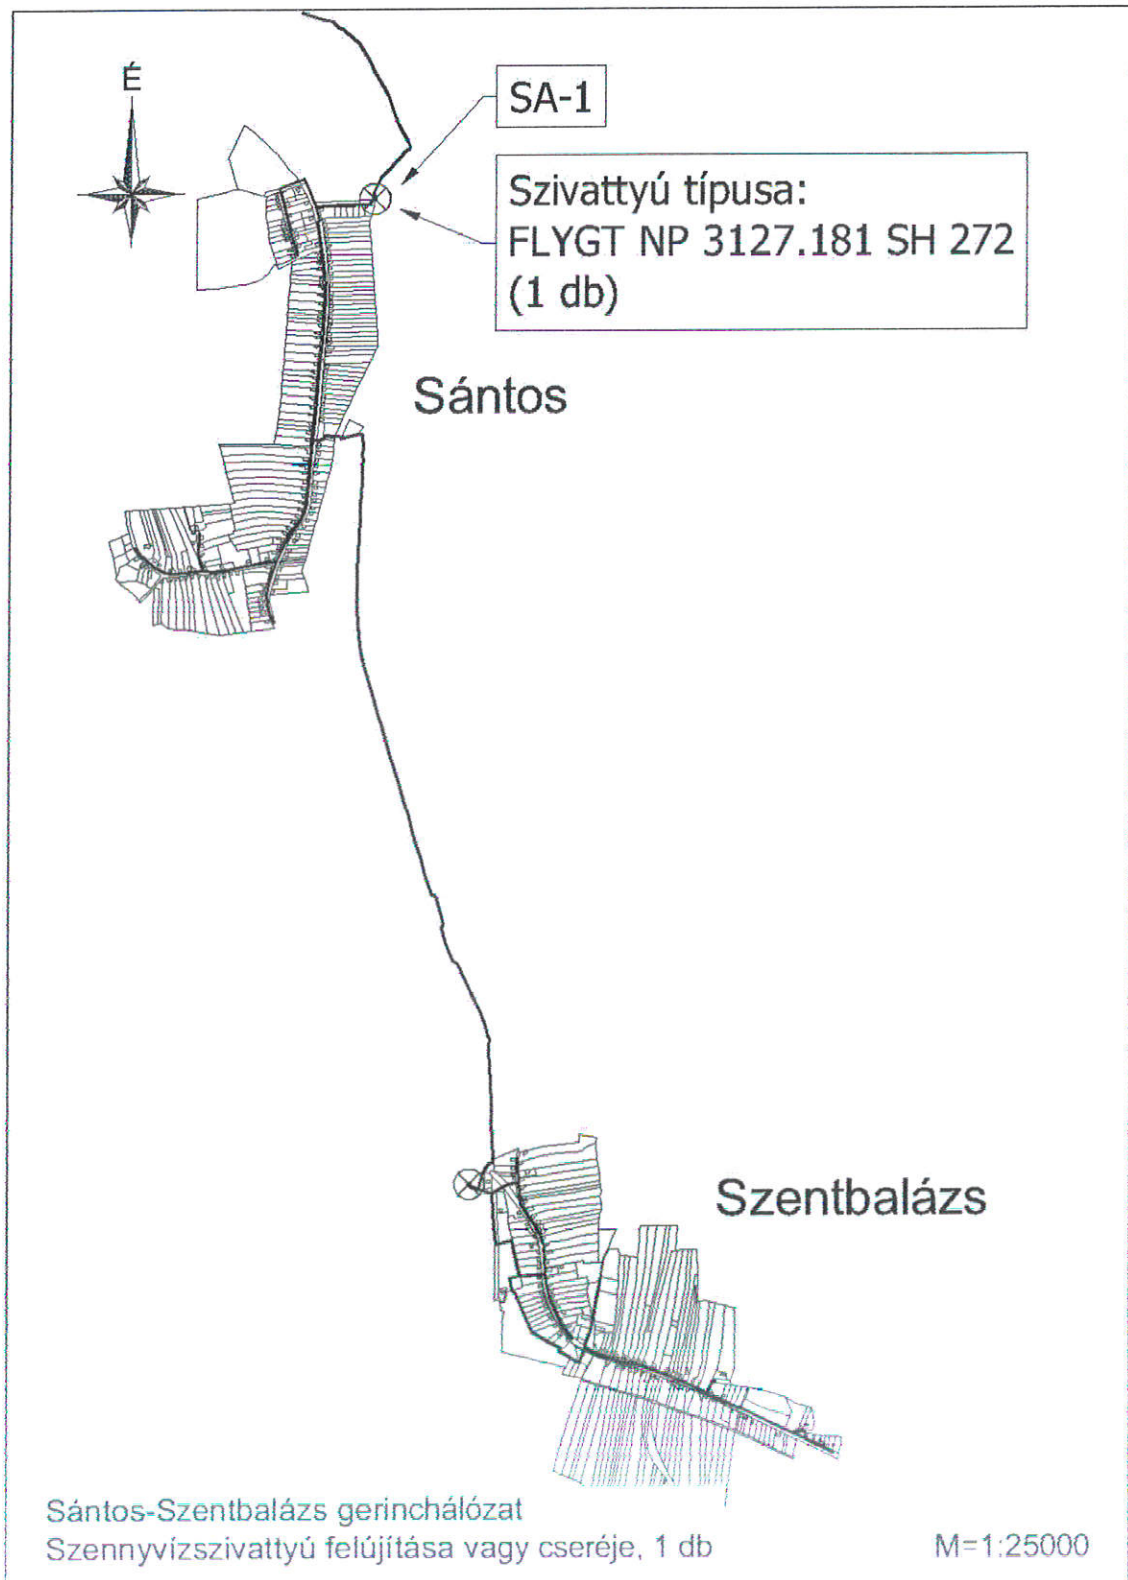 É
SA-1
Szivattyú típusa:
FLYGT NP 3127.181 SH 272
(1 db)
Sántos
Szentbalázs
Sántos-Szentbalázs gerinchálózat
Szennyvízszivattyú felújítása vagy cseréje, 1 db
M=1:25000